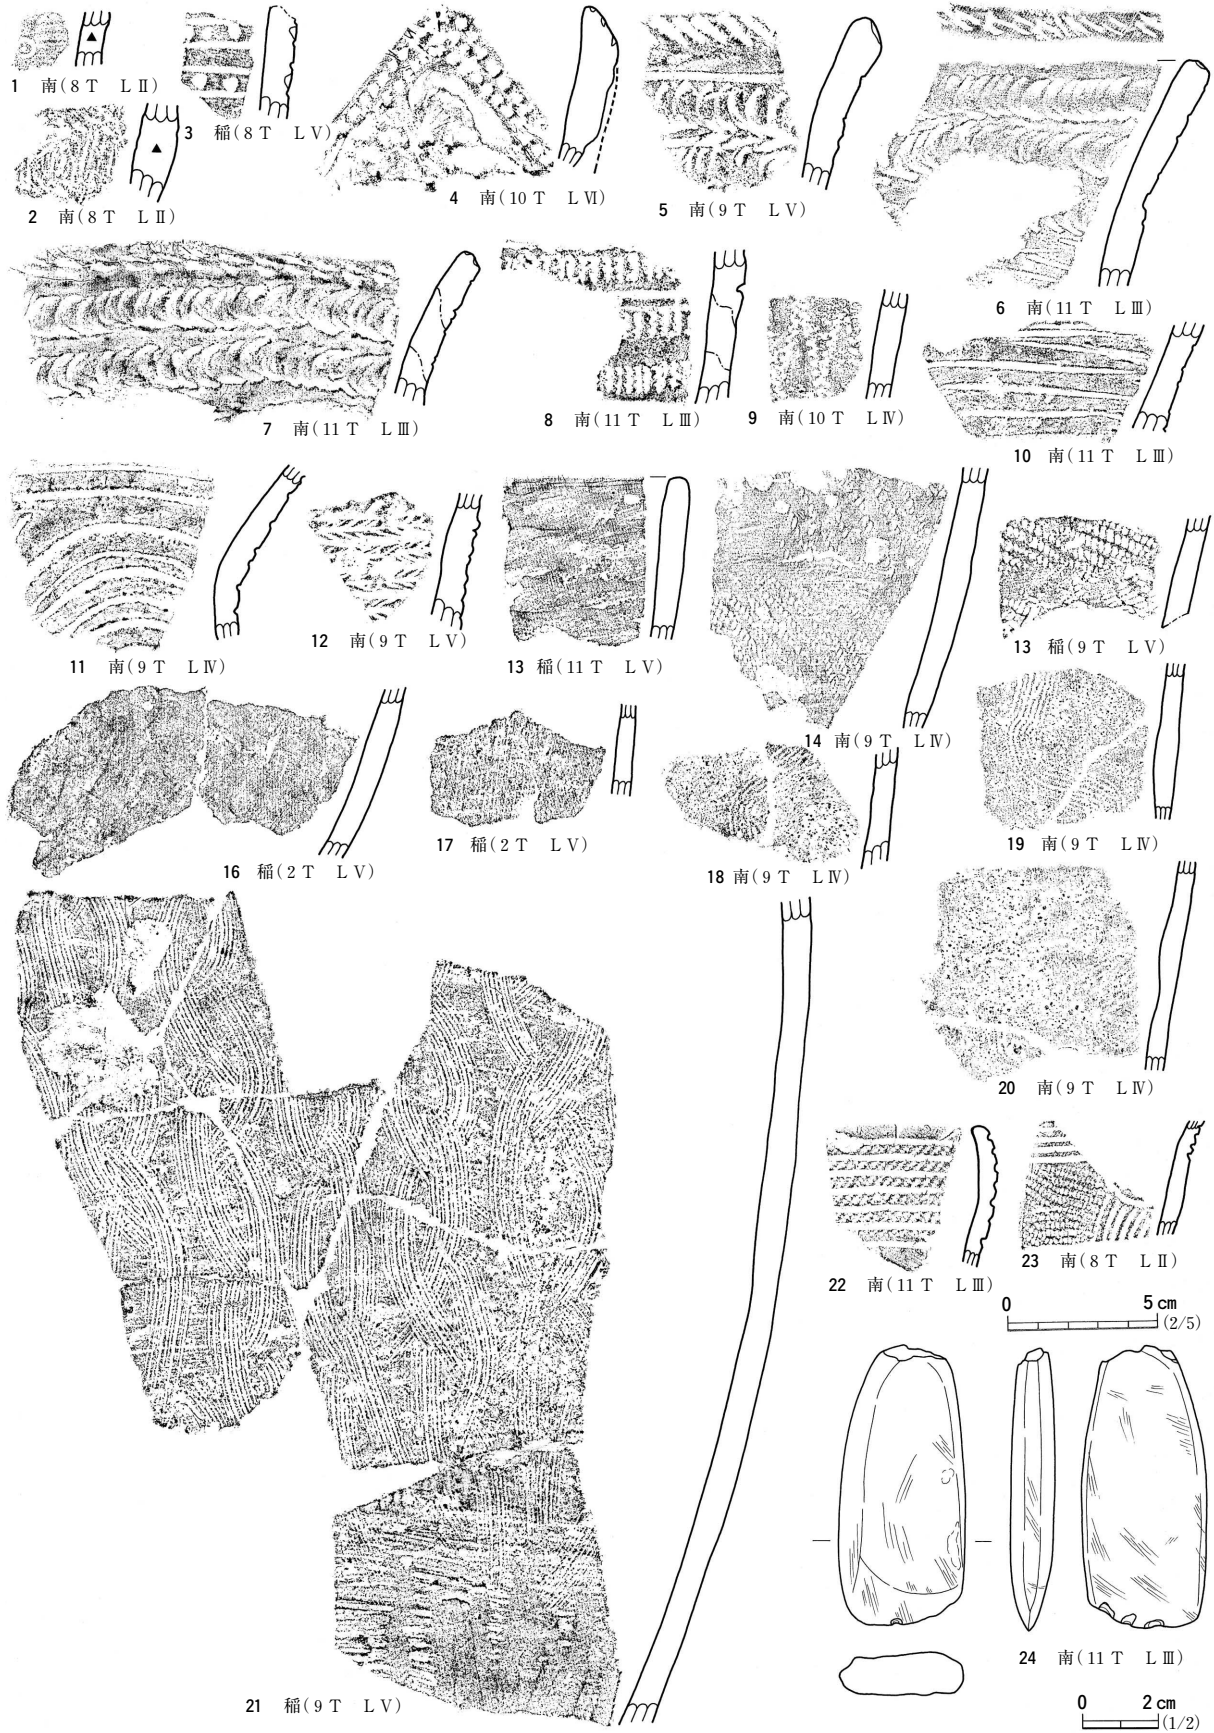 1 南(8T LⅡ)
2 南(8T LⅡ)
3 稲(8T LⅤ)
4 南(10T LⅥ)
5 南(9T LⅤ)
6 南(11T LⅢ)
7 南(11T LⅢ)
8 南(11T LⅢ)
9 南(10T LⅣ)
10 南(11T LⅢ)
11 南(9T LⅣ)
12 南(9T LⅤ)
13 稲(11T LⅤ)
14 南(9T LⅣ)
13 稲(9T LⅤ)
16 稲(2T LⅤ)
17 稲(2T LⅤ)
18 南(9T LⅣ)
19 南(9T LⅣ)
20 南(9T LⅣ)
21 稲(9T LⅤ)
22 南(11T LⅢ)
23 南(8T LⅡ)
0 5cm
(2/5)
24 南(11T LⅢ)
0 2cm
(1/2)